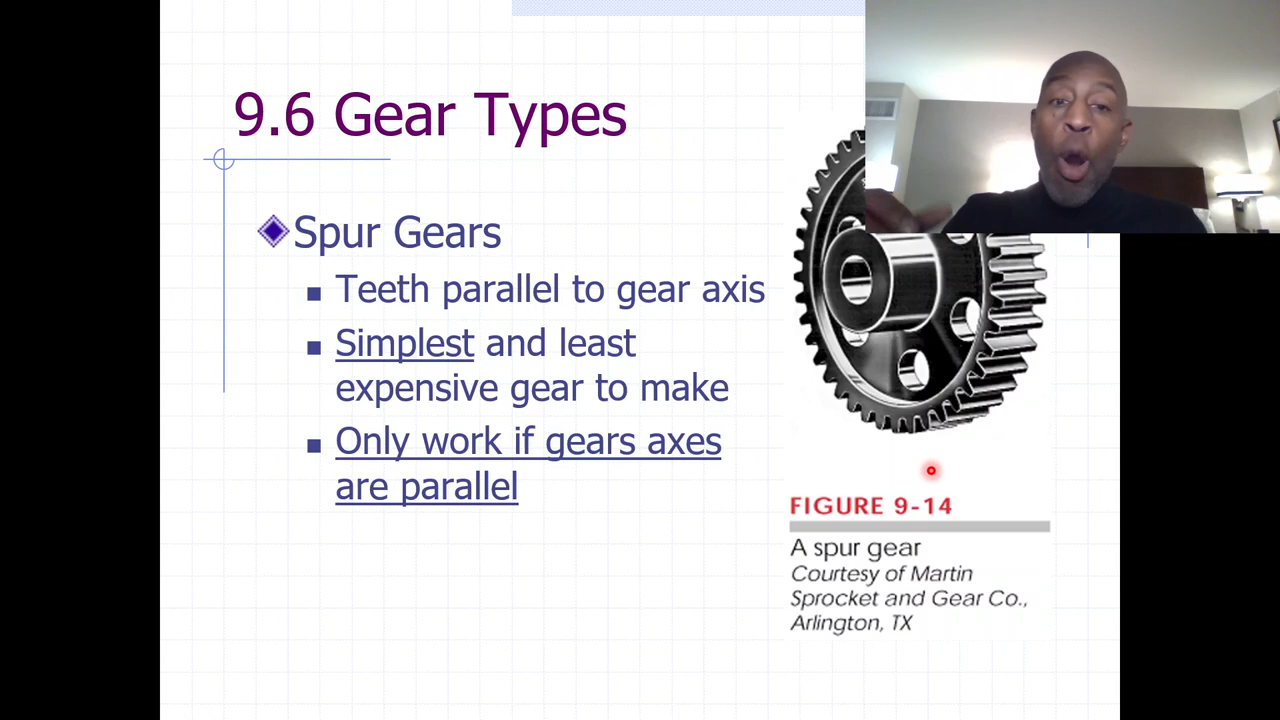 9.6 Gear Types
Spur Gears
Teeth parallel to gear axis
Simplest and least
expensive gear to make
Only work if gears axes
are parallel
FIGURE 9-14
A spur gear
Courtesy of Martin
Sprocket and Gear Co.,
Arlington, TX